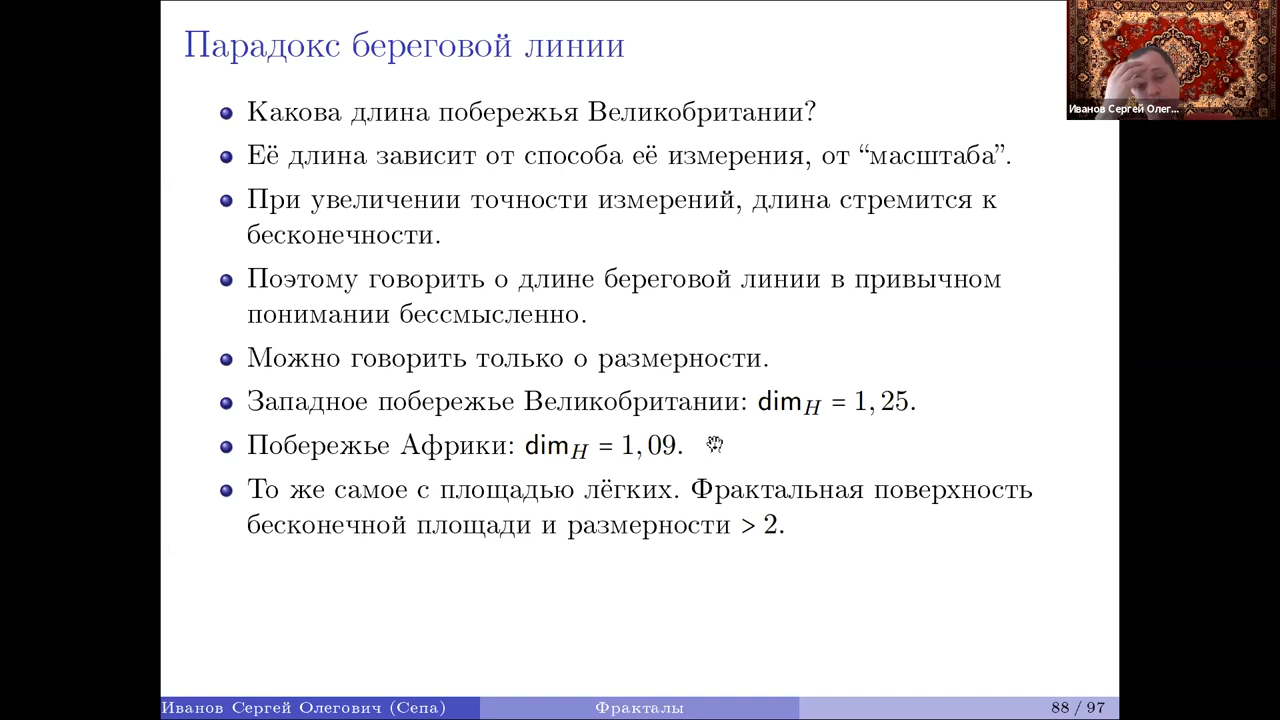 Парадокс береговой линии
Иванов Сергей Олег...
Какова длина побережья Великобритании?
Её длина зависит от способа её измерения, от “масштаба”.
При увеличении точности измерений, длина стремится к
бесконечности.
Поэтому говорить о длине береговой линии в привычном
понимании бессмысленно.
Можно говорить только о размерности.
Западное побережье Великобритании: dim_H = 1, 25.
Побережье Африки: dim_H = 1, 09.
То же самое с площадью лёгких. Фрактальная поверхность
бесконечной площади и размерности > 2.
Иванов Сергей Олегович (Сепа)
Фракталы
88 / 97